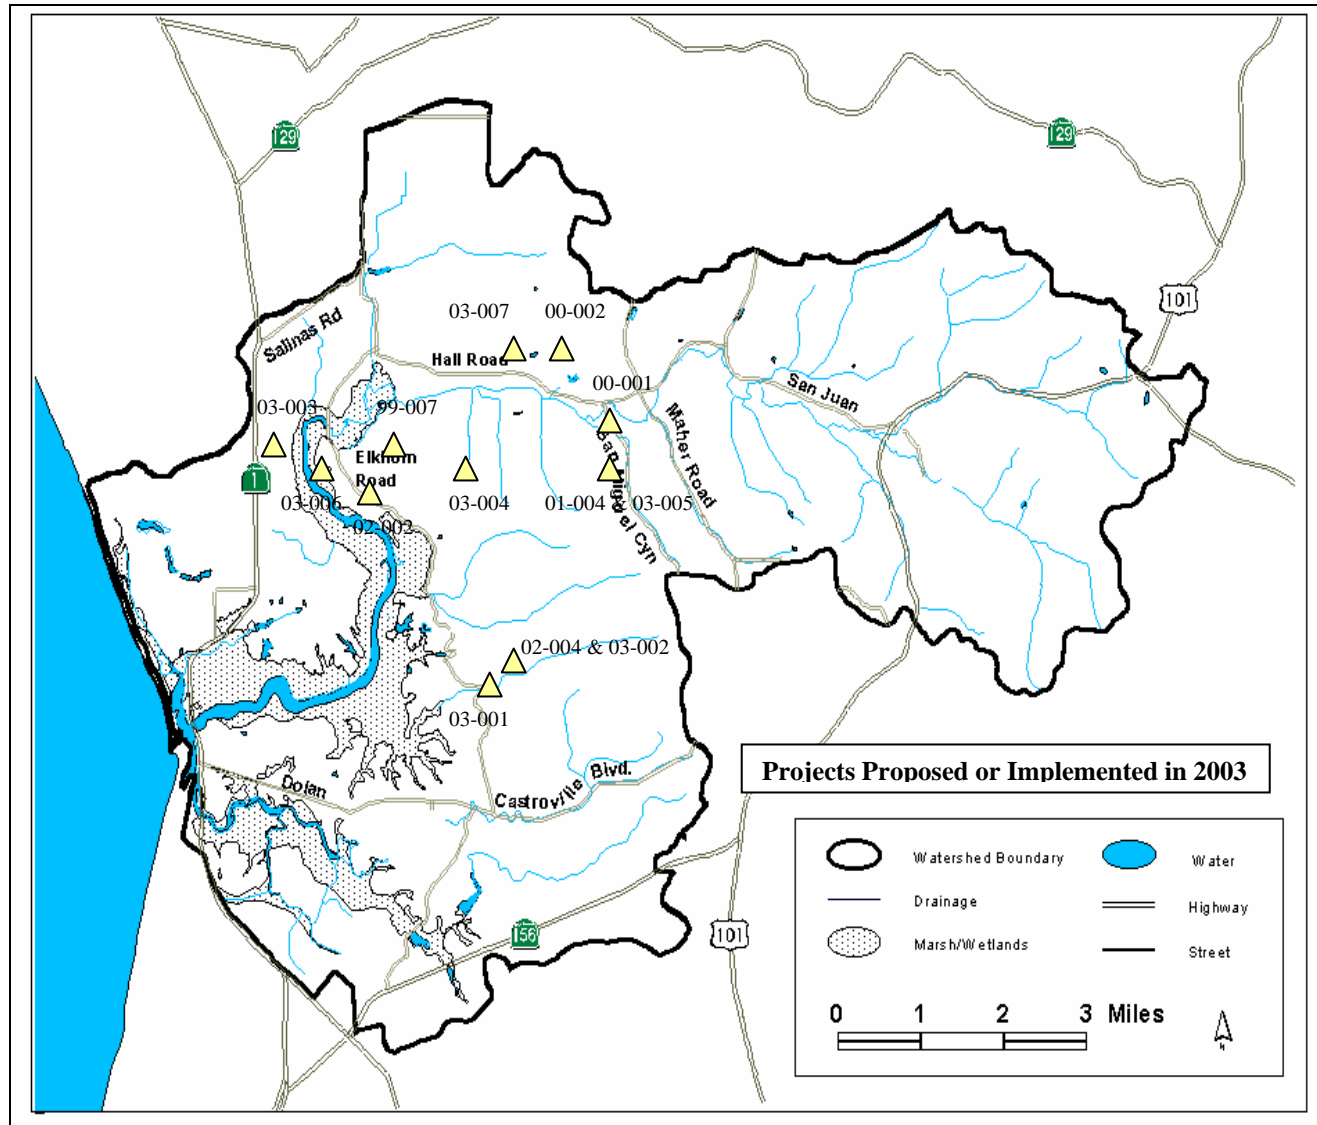 129
129
101
Salinas Rd
03-007
00-002
Hall Road
00-001
San Juan
03-003
99-007
Maher Road
San Miguel Cyn
Elkhorn
Road
1
03-006
02-002
03-004
01-004 & 03-005
02-004 & 03-002
03-001
Dolan
Castroville Blvd.
156
101
Projects Proposed or Implemented in 2003
Watershed Boundary
Water
Drainage
Highway
Marsh/Wetlands
Street
0 1 2 3 Miles
N